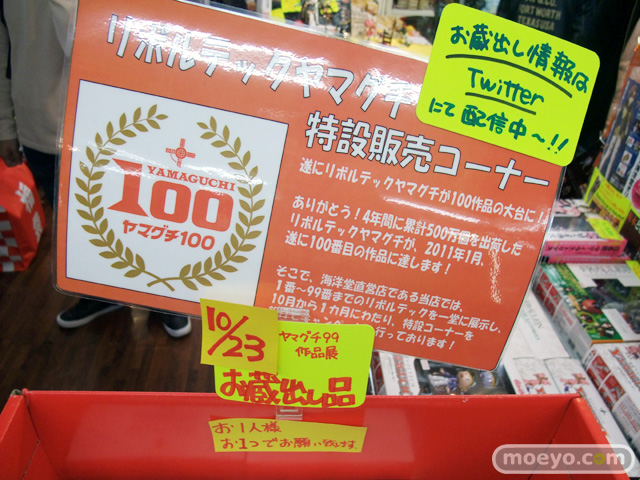 リボルテックヤマグチ
特設販売コーナー
お蔵出し情報は
Twitter
にて配信中〜!!
YAMAGUCHI
100
ヤマグチ100
遂にリボルテックヤマグチが100作品の大台に!
ありがとう!4年間に累計500万個を出荷した
リボルテックヤマグチが、2011年1月、
遂に100番目の作品に達します!
そこで、海洋堂直営店である当店では、
1番〜99番までのリボルテックを一堂に展示し、
10月から1カ月にわたり、特設コーナーを
行っております!
10/23
ヤマグチ99
作品展
お蔵出し品
お1人様
お1つでお願い致します。
FORT WORTH
TEXAS USA
moeyo.com